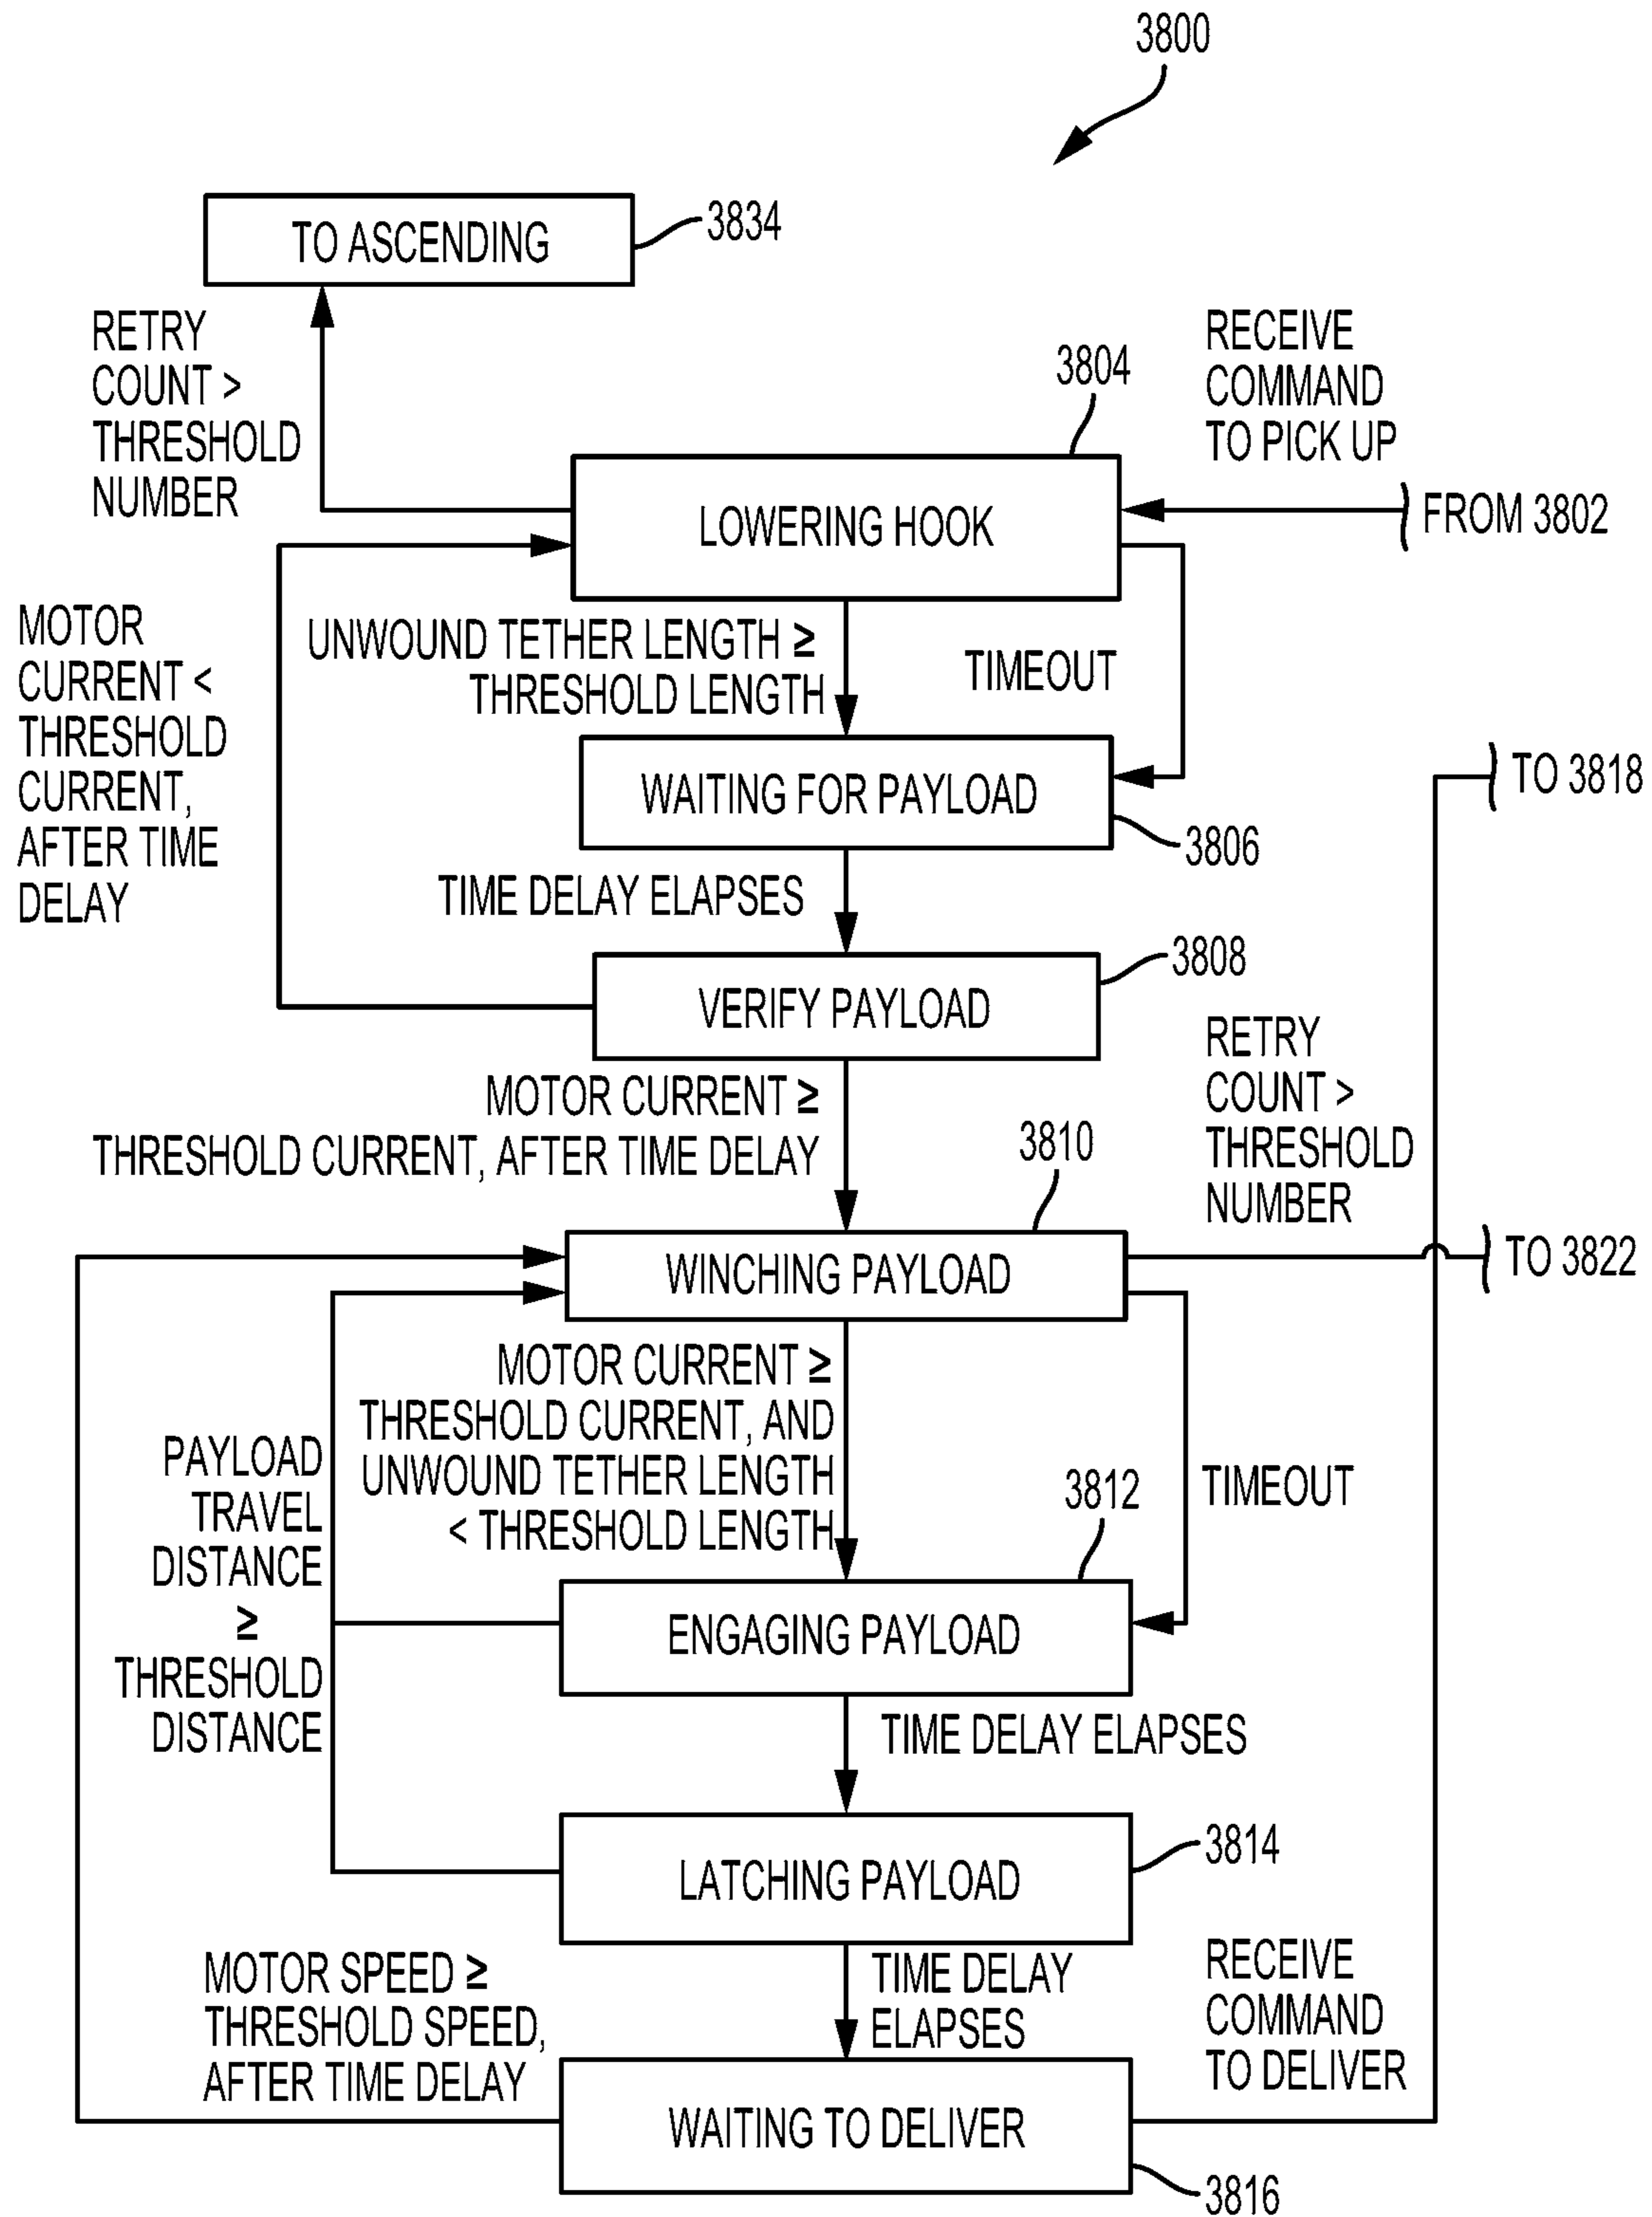 3800
TO ASCENDING
3834
RETRY
COUNT >
THRESHOLD
NUMBER
3804
RECEIVE
COMMAND
TO PICK UP
LOWERING HOOK
FROM 3802
MOTOR
CURRENT <
THRESHOLD
CURRENT,
AFTER TIME
DELAY
UNWOUND TETHER LENGTH ≥
THRESHOLD LENGTH
TIMEOUT
TO 3818
WAITING FOR PAYLOAD
3806
TIME DELAY ELAPSES
3808
VERIFY PAYLOAD
RETRY
COUNT >
THRESHOLD
NUMBER
MOTOR CURRENT ≥
THRESHOLD CURRENT, AFTER TIME DELAY
3810
WINCHING PAYLOAD
TO 3822
MOTOR CURRENT ≥
THRESHOLD CURRENT, AND
UNWOUND TETHER LENGTH
< THRESHOLD LENGTH
PAYLOAD
TRAVEL
DISTANCE
≥
THRESHOLD
DISTANCE
3812
TIMEOUT
ENGAGING PAYLOAD
TIME DELAY ELAPSES
LATCHING PAYLOAD
3814
MOTOR SPEED ≥
THRESHOLD SPEED,
AFTER TIME DELAY
TIME DELAY
ELAPSES
RECEIVE
COMMAND
TO DELIVER
WAITING TO DELIVER
3816